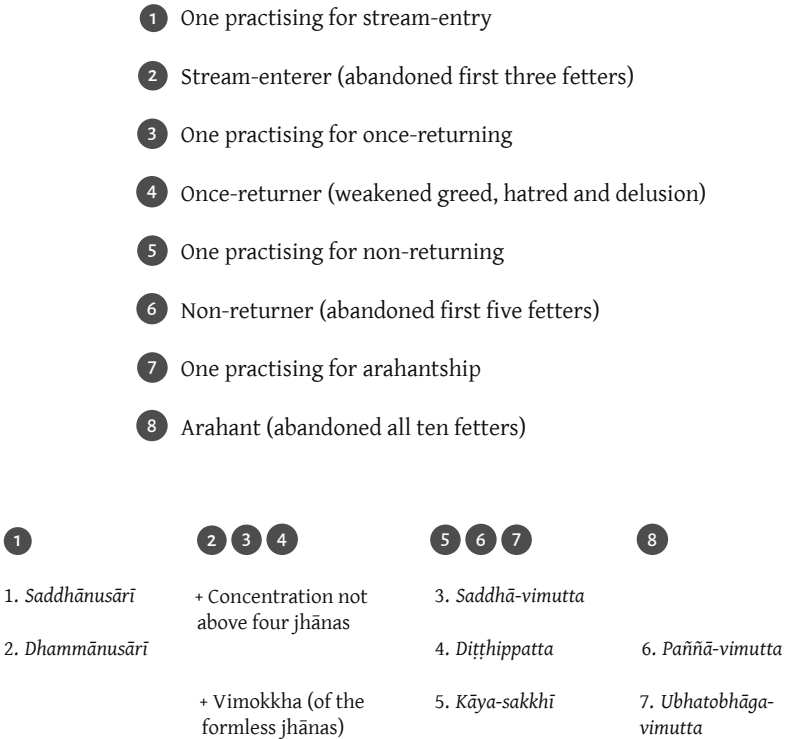 1 One practising for stream-entry
2 Stream-enterer (abandoned first three fetters)
3 One practising for once-returning
4 Once-returner (weakened greed, hatred and delusion)
5 One practising for non-returning
6 Non-returner (abandoned first five fetters)
7 One practising for arahantship
8 Arahant (abandoned all ten fetters)
1
2 3 4
5 6 7
8
1. Saddhānusārī
2. Dhammānusārī
+ Concentration not
above four jhānas
+ Vimokkha (of the
formless jhānas)
3. Saddhā-vimutta
4. Diṭṭhippatta
5. Kāya-sakkhī
6. Paññā-vimutta
7. Ubhatobhāga-
vimutta